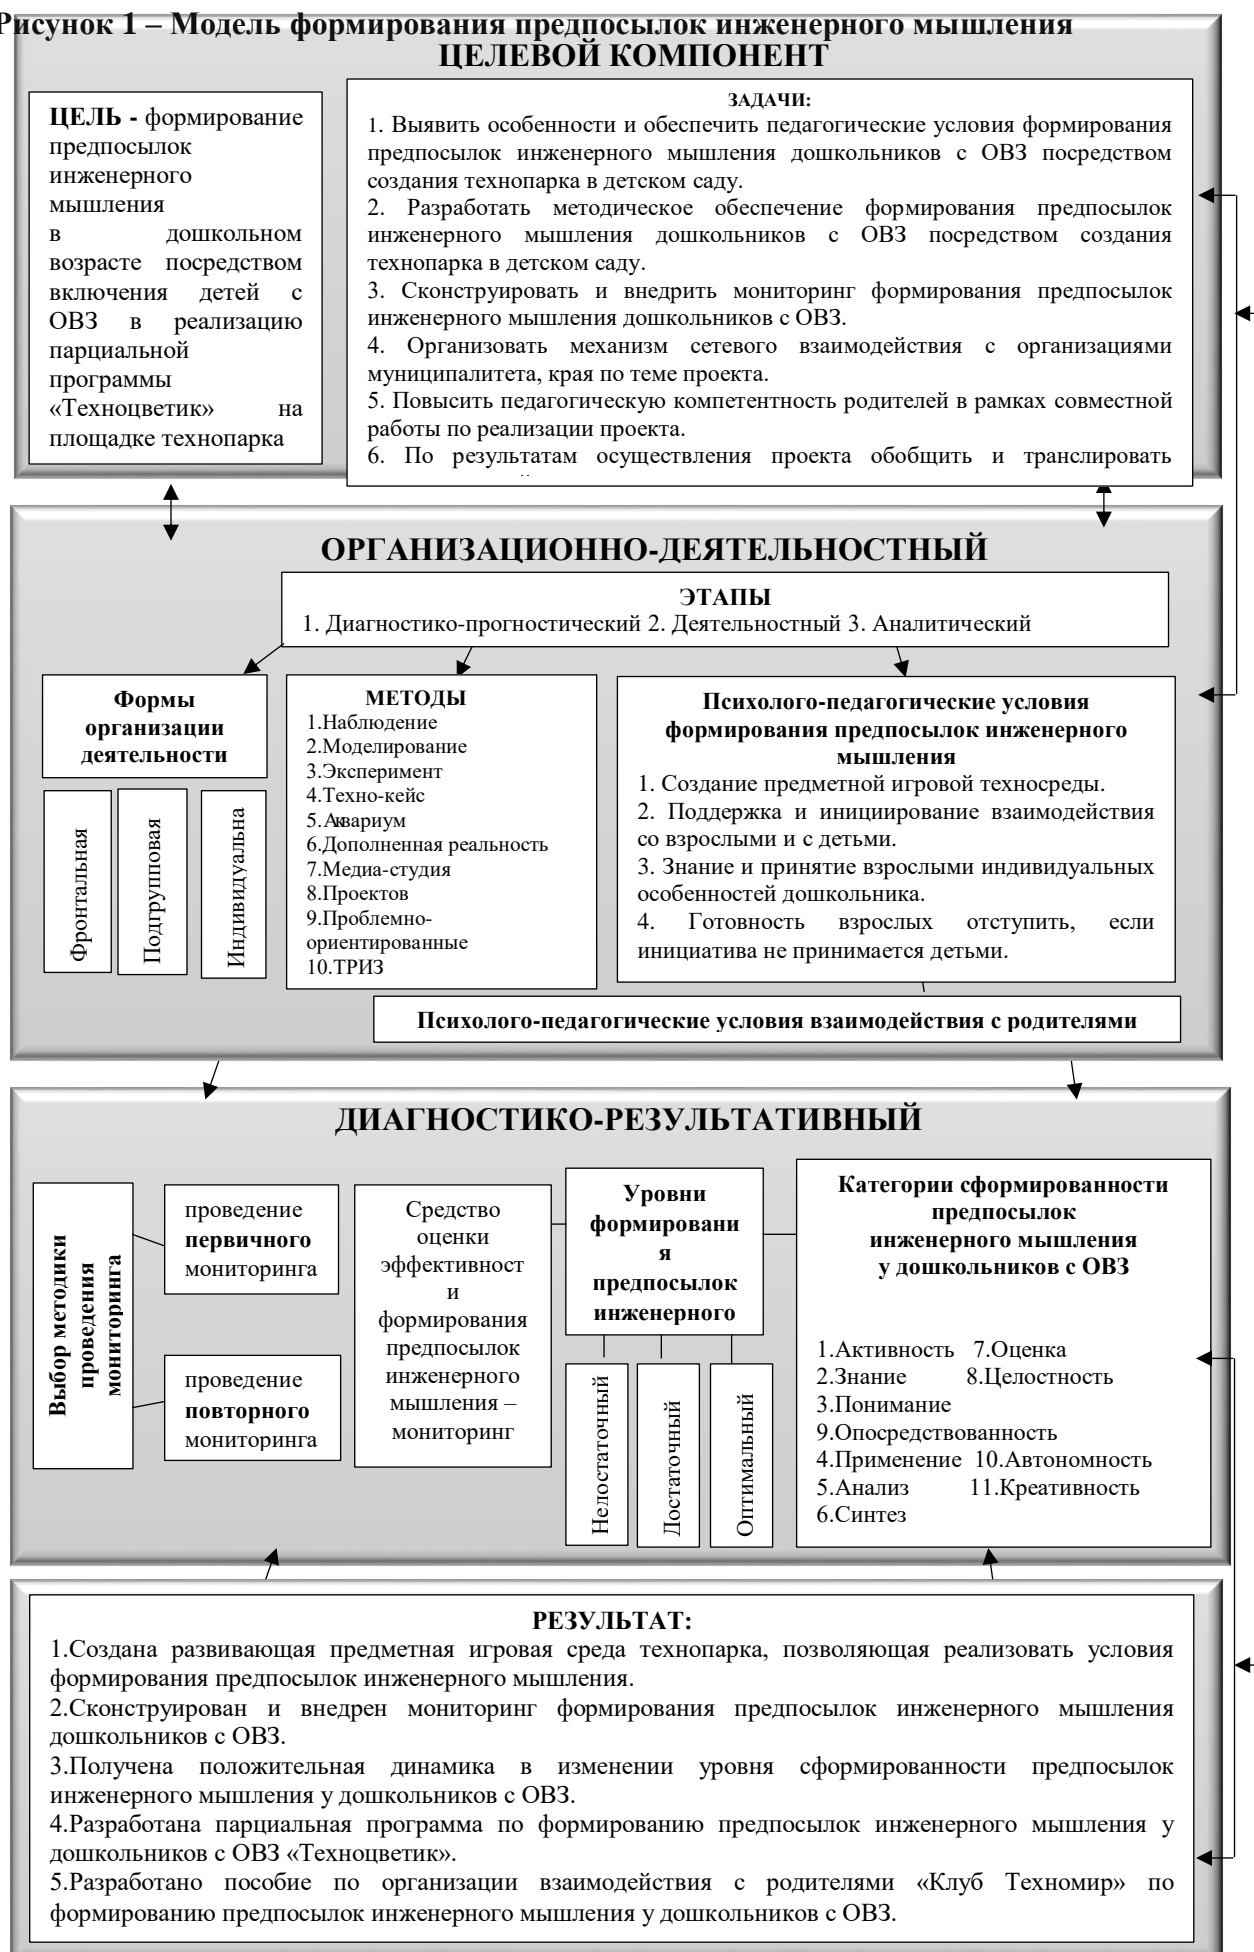 Рисунок 1 – Модель формирования предпосылок инженерного мышления
ЦЕЛЕВОЙ КОМПОНЕНТ
ЦЕЛЬ - формирование
предпосылок
инженерного
мышления
в дошкольном
возрасте посредством
включения детей с
ОВЗ в реализацию
парциальной
программы
«Техноцветик» на
площадке технопарка
ЗАДАЧИ:
1. Выявить особенности и обеспечить педагогические условия формирования
предпосылок инженерного мышления дошкольников с ОВЗ посредством
создания технопарка в детском саду.
2. Разработать методическое обеспечение формирования предпосылок
инженерного мышления дошкольников с ОВЗ посредством создания
технопарка в детском саду.
3. Сконструировать и внедрить мониторинг формирования предпосылок
инженерного мышления дошкольников с ОВЗ.
4. Организовать механизм сетевого взаимодействия с организациями
муниципалитета, края по теме проекта.
5. Повысить педагогическую компетентность родителей в рамках совместной
работы по реализации проекта.
6. По результатам осуществления проекта обобщить и транслировать
ОРГАНИЗАЦИОННО-ДЕЯТЕЛЬНОСТНЫЙ
ЭТАПЫ
1. Диагностико-прогностический 2. Деятельностный 3. Аналитический
Формы
организации
деятельности
Фронтальная
Подгрупповая
Индивидуальна
МЕТОДЫ
1.Наблюдение
2.Моделирование
3.Эксперимент
4.Техно-кейс
5.Аквариум
6.Дополненная реальность
7.Медиа-студия
8.Проектов
9.Проблемно-
ориентированные
10.ТРИЗ
Психолого-педагогические условия
формирования предпосылок инженерного
мышления
1. Создание предметной игровой техносреды.
2. Поддержка и инициирование взаимодействия
со взрослыми и с детьми.
3. Знание и принятие взрослыми индивидуальных
особенностей дошкольника.
4. Готовность взрослых отступить, если
инициатива не принимается детьми.
Психолого-педагогические условия взаимодействия с родителями
ДИАГНОСТИКО-РЕЗУЛЬТАТИВНЫЙ
Выбор методики
проведения
мониторинга
проведение
первичного
мониторинга
проведение
повторного
мониторинга
Средство
оценки
эффективност
и
формирования
предпосылок
инженерного
мышления –
мониторинг
Уровни
формировани
я
предпосылок
инженерного
Недостаточный
Достаточный
Оптимальный
Категории сформированности
предпосылок
инженерного мышления
у дошкольников с ОВЗ
1.Активность 7.Оценка
2.Знание 8.Целостность
3.Понимание
9.Опосредствованность
4.Применение 10.Автономность
5.Анализ 11.Креативность
6.Синтез
РЕЗУЛЬТАТ:
1.Создана развивающая предметная игровая среда технопарка, позволяющая реализовать условия
формирования предпосылок инженерного мышления.
2.Сконструирован и внедрен мониторинг формирования предпосылок инженерного мышления
дошкольников с ОВЗ.
3.Получена положительная динамика в изменении уровня сформированности предпосылок
инженерного мышления у дошкольников с ОВЗ.
4.Разработана парциальная программа по формированию предпосылок инженерного мышления у
дошкольников с ОВЗ «Техноцветик».
5.Разработано пособие по организации взаимодействия с родителями «Клуб Техномир» по
формированию предпосылок инженерного мышления у дошкольников с ОВЗ.